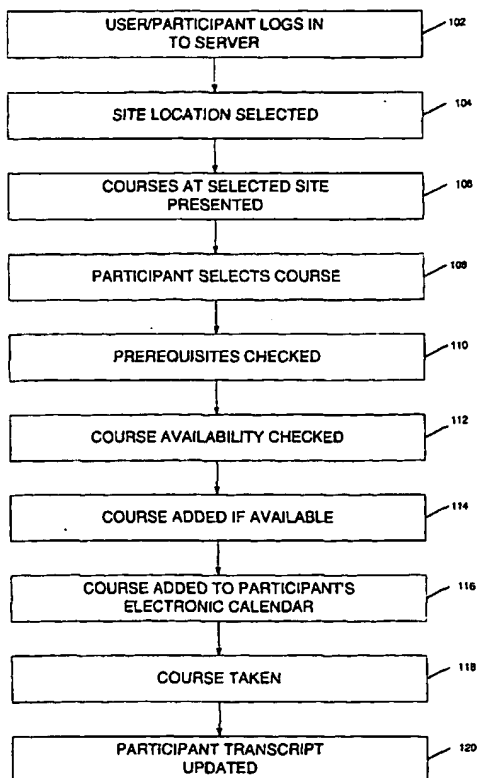 USER/PARTICIPANT LOGS IN
TO SERVER
102
SITE LOCATION SELECTED
104
COURSES AT SELECTED SITE
PRESENTED
106
PARTICIPANT SELECTS COURSE
108
PREREQUISITES CHECKED
110
COURSE AVAILABILITY CHECKED
112
COURSE ADDED IF AVAILABLE
114
COURSE ADDED TO PARTICIPANT'S
ELECTRONIC CALENDAR
116
COURSE TAKEN
118
PARTICIPANT TRANSCRIPT
UPDATED
120